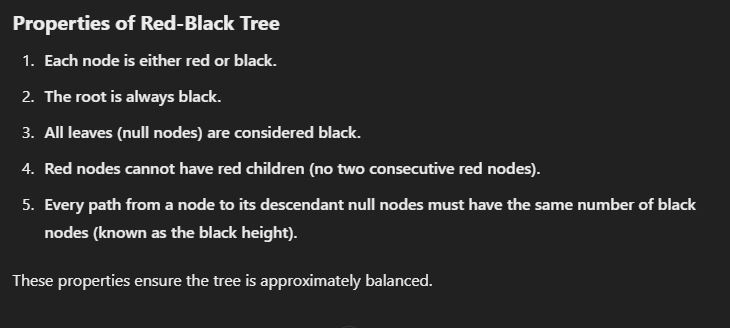 Properties of Red-Black Tree
1. Each node is either red or black.
2. The root is always black.
3. All leaves (null nodes) are considered black.
4. Red nodes cannot have red children (no two consecutive red nodes).
5. Every path from a node to its descendant null nodes must have the same number of black
nodes (known as the black height).
These properties ensure the tree is approximately balanced.